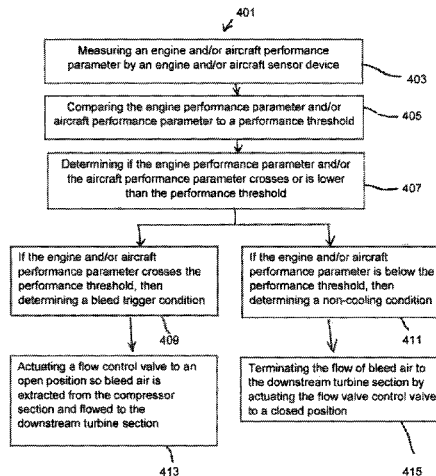 401
Measuring an engine and/or aircraft performance
parameter by an engine and/or aircraft sensor device
403
Comparing the engine performance parameter and/or
aircraft performance parameter to a performance threshold
405
Determining if the engine performance parameter and/or
the aircraft performance parameter crosses or is lower
than the performance threshold
407
If the engine and/or aircraft
performance parameter crosses the
performance threshold, then
determining a bleed trigger condition
409
If the engine and/or aircraft
performance parameter is below the
performance threshold, then
determining a non-cooling condition
411
Actuating a flow control valve to an
open position so bleed air is
extracted from the compressor
section and flowed to the
downstream turbine section
413
Terminating the flow of bleed air to
the downstream turbine section by
actuating the flow valve control valve
to a closed position
415